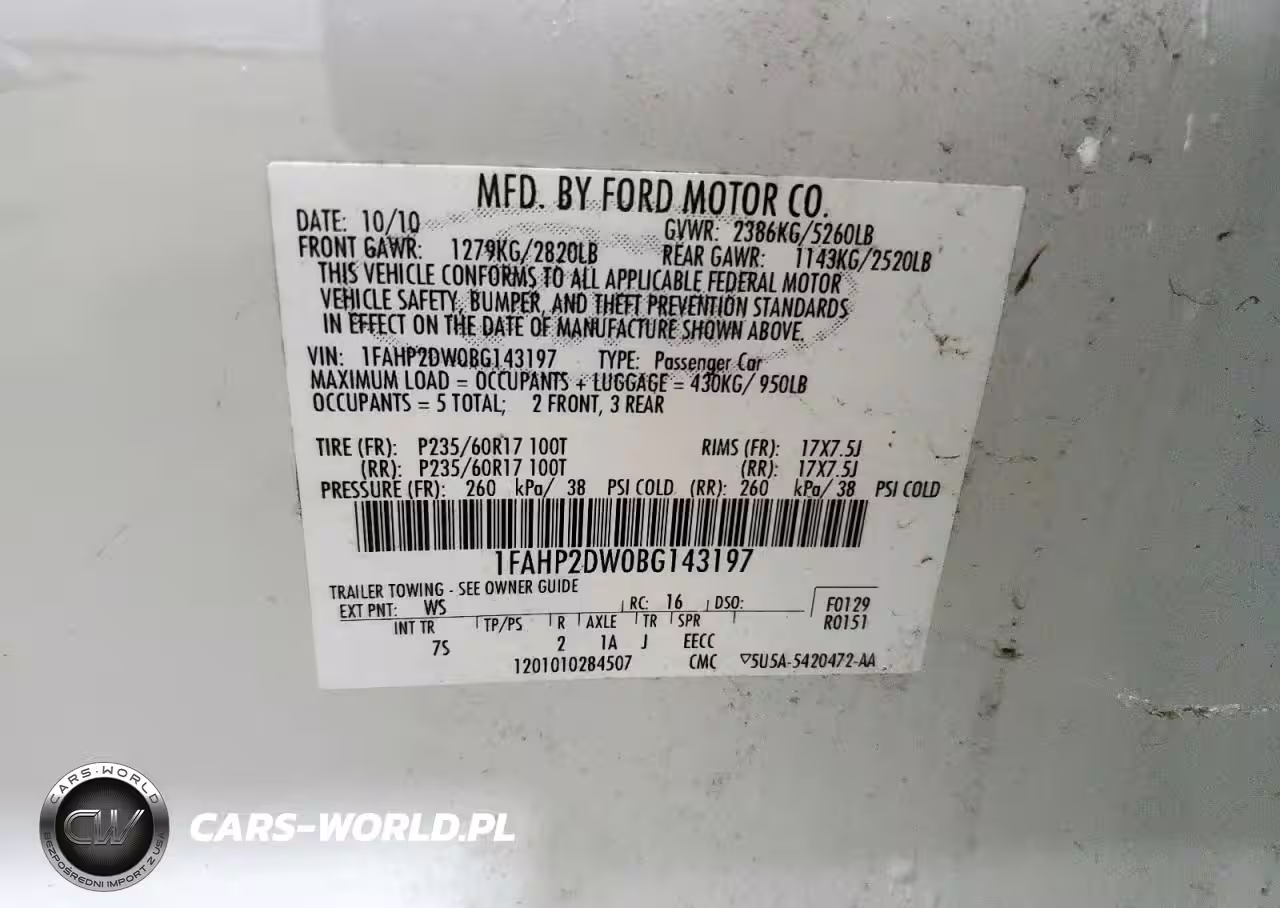 MFD. BY FORD MOTOR CO.
DATE: 10/10 GVWR: 2386KG/5260LB
FRONT GAWR: 1279KG/2820LB REAR GAWR: 1143KG/2520LB
THIS VEHICLE CONFORMS TO ALL APPLICABLE FEDERAL MOTOR
VEHICLE SAFETY, BUMPER, AND THEFT PREVENTION STANDARDS
IN EFFECT ON THE DATE OF MANUFACTURE SHOWN ABOVE.
VIN: 1FAHP2DW0BG143197 TYPE: Passenger Car
MAXIMUM LOAD = OCCUPANTS + LUGGAGE = 430KG/ 950LB
OCCUPANTS = 5 TOTAL; 2 FRONT, 3 REAR
TIRE (FR): P235/60R17 100T RIMS (FR): 17X7.5J
(RR): P235/60R17 100T (RR): 17X7.5J
PRESSURE (FR): 260 kPa/ 38 PSI COLD (RR): 260 kPa/ 38 PSI COLD
1FAHP2DW0BG143197
TRAILER TOWING - SEE OWNER GUIDE
EXT PNT: WS RC: 16 DSO: F0129
R0151
INT TR TP/PS R AXLE TR SPR
7S 2 1A J EECC
1201010284507 CMC ▽5U5A-5420472-AA
CARS-WORLD
CW
BEZPOŚREDNI IMPORT Z USA
CARS-WORLD.PL